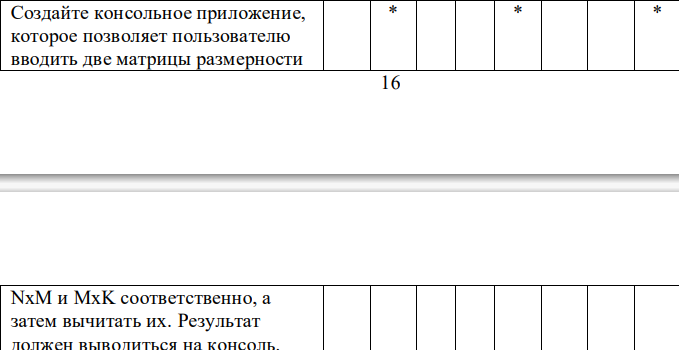 Создайте консольное приложение, * * *
которое позволяет пользователю
вводить две матрицы размерности
16
NxM и MxK соответственно, а
затем вычитать их. Результат
должен выводиться на консоль.